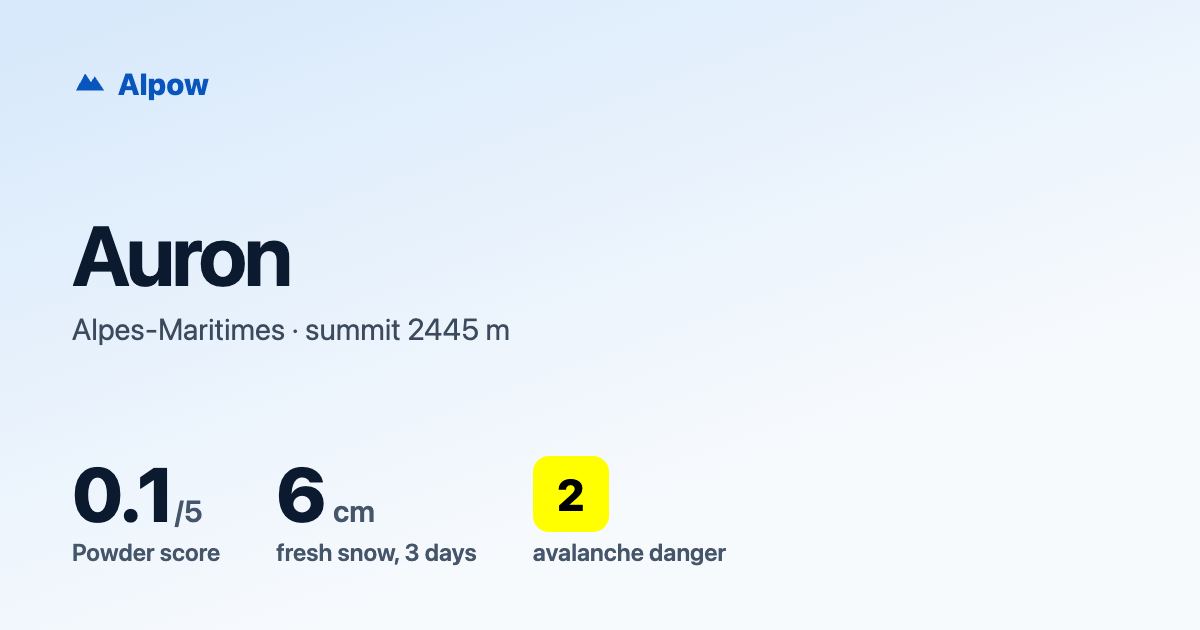 Alpow
Auron
Alpes-Maritimes · summit 2445 m
0.1/5 6 cm 2
Powder score fresh snow, 3 days avalanche danger